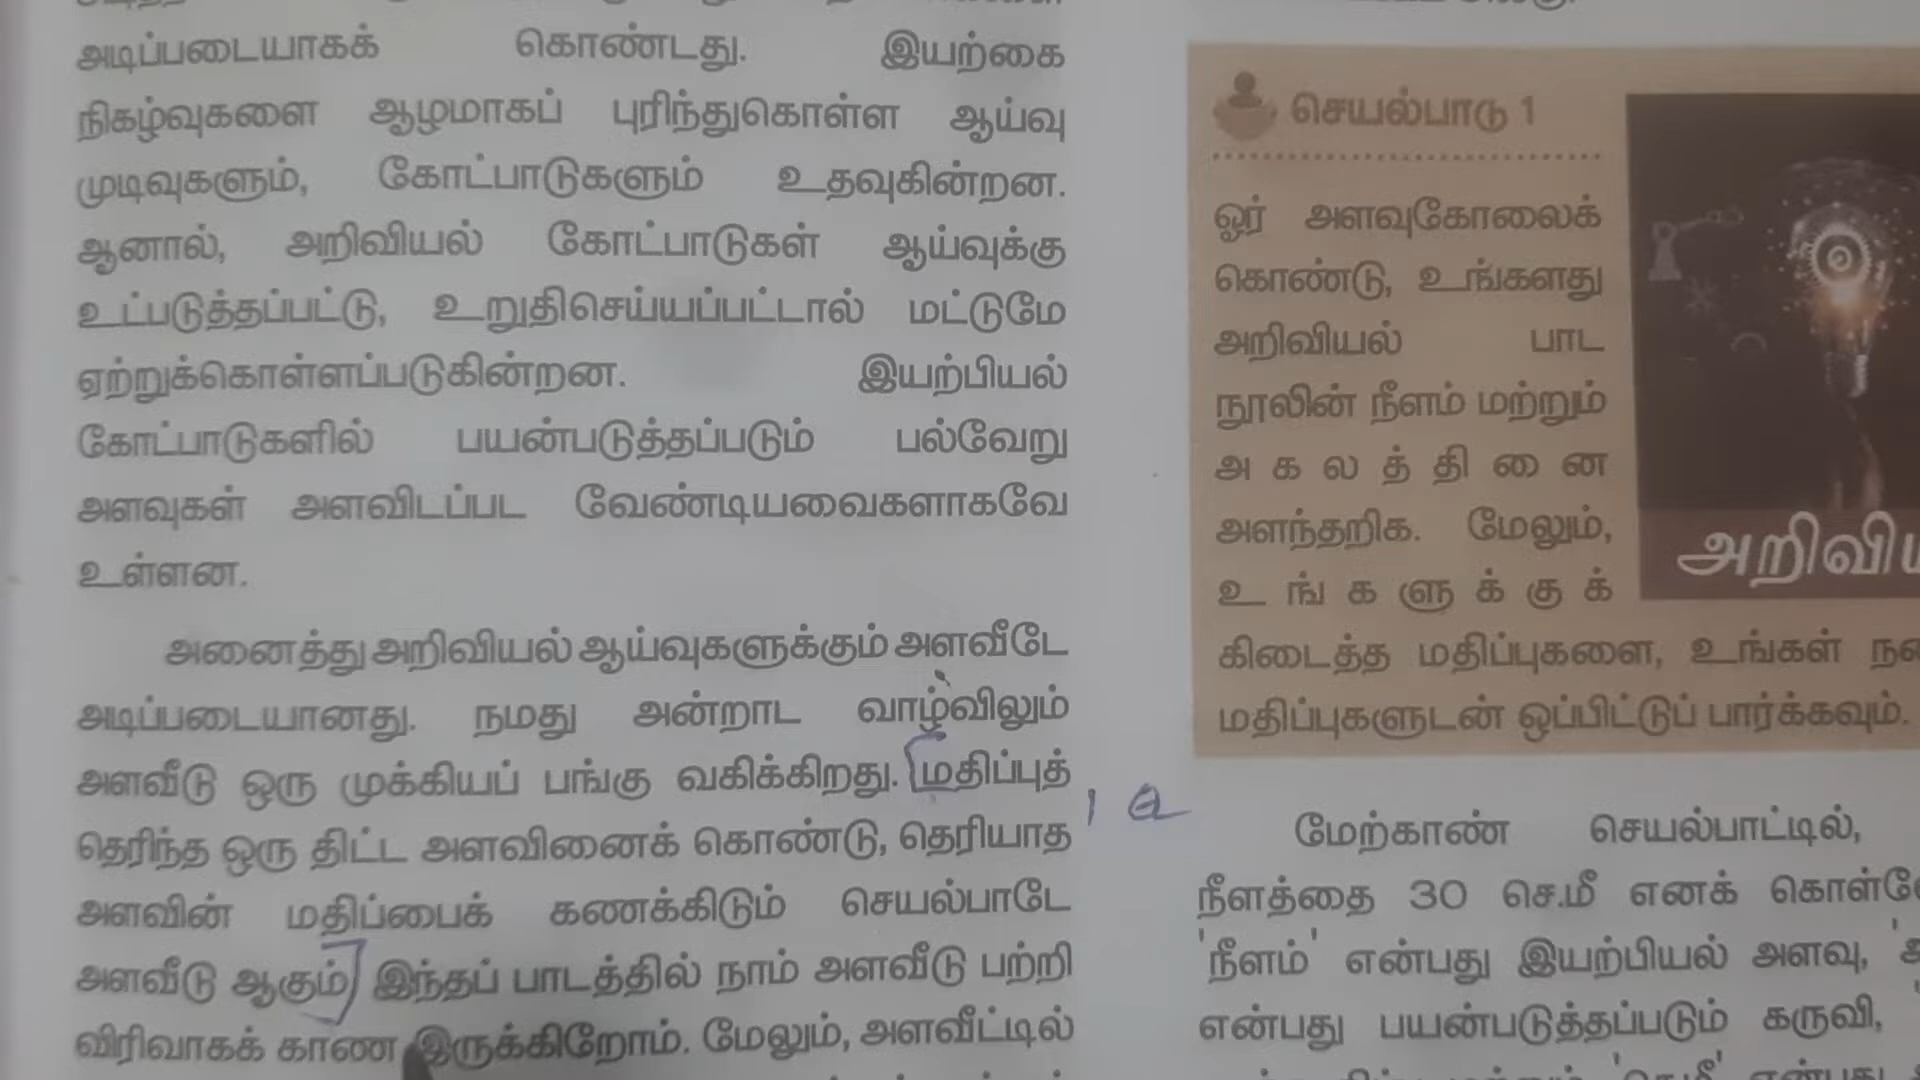 அடிப்படையாகக் கொண்டது. இயற்கை
நிகழ்வுகளை ஆழமாகப் புரிந்துகொள்ள ஆய்வு
முடிவுகளும், கோட்பாடுகளும் உதவுகின்றன.
ஆனால், அறிவியல் கோட்பாடுகள் ஆய்வுக்கு
உட்படுத்தப்பட்டு, உறுதிசெய்யப்பட்டால் மட்டுமே
ஏற்றுக்கொள்ளப்படுகின்றன. இயற்பியல்
கோட்பாடுகளில் பயன்படுத்தப்படும் பல்வேறு
அளவுகள் அளவிடப்பட வேண்டியவைகளாகவே
உள்ளன.
அனைத்து அறிவியல் ஆய்வுகளுக்கும் அளவீடே
அடிப்படையானது. நமது அன்றாட வாழ்விலும்
அளவீடு ஒரு முக்கியப் பங்கு வகிக்கிறது. மதிப்புத்
தெரிந்த ஒரு திட்ட அளவினைக் கொண்டு, தெரியாத
அளவின் மதிப்பைக் கணக்கிடும் செயல்பாடே
அளவீடு ஆகும் இந்தப் பாடத்தில் நாம் அளவீடு பற்றி
விரிவாகக் காண இருக்கிறோம். மேலும், அளவீட்டில்
செயல்பாடு 1
ஓர் அளவுகோலைக்
கொண்டு, உங்களது
அறிவியல் பாட
நூலின் நீளம் மற்றும்
அகலத்தினை
அளந்தறிக. மேலும்,
உங்களுக்குக்
கிடைத்த மதிப்புகளை, உங்கள்
மதிப்புகளுடன் ஒப்பிட்டுப் பார்க்கவும்.
மேற்காண் செயல்பாட்டில்,
நீளத்தை 30 செ.மீ எனக்
'நீளம்' என்பது இயற்பியல் அளவு,
என்பது பயன்படுத்தப்படும் கருவி,